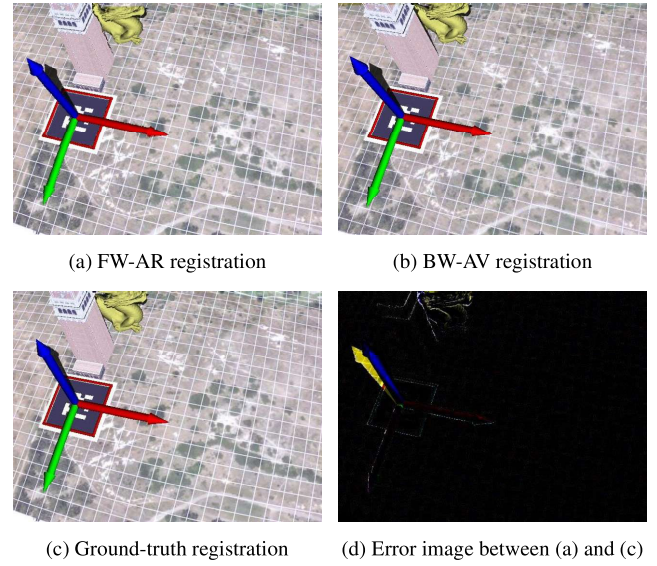 (a) FW-AR registration
(b) BW-AV registration
(c) Ground-truth registration
(d) Error image between (a) and (c)